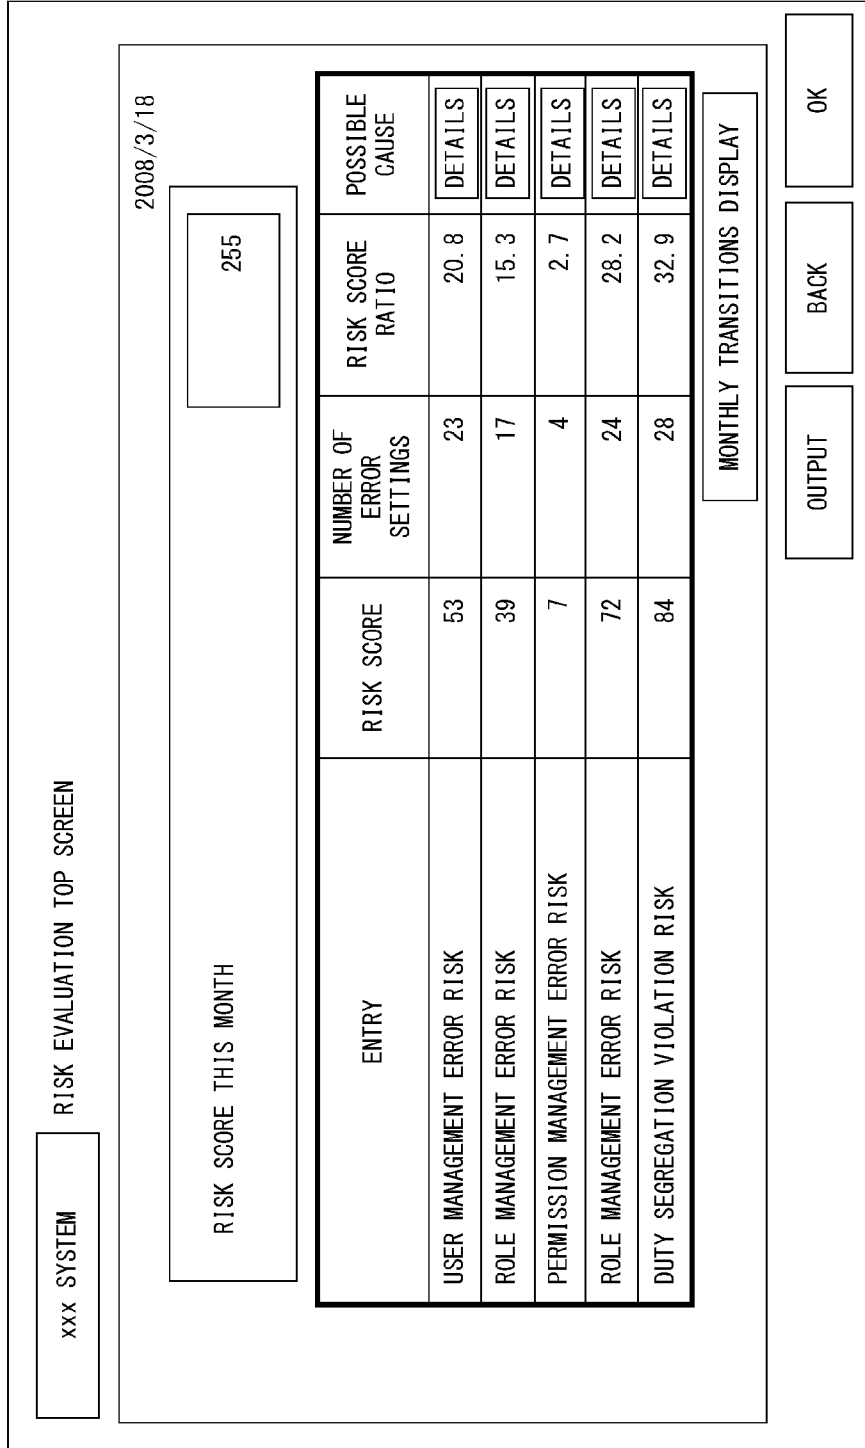 xxx SYSTEM
RISK EVALUATION TOP SCREEN
2008/3/18
RISK SCORE THIS MONTH
255
ENTRY
RISK SCORE
NUMBER OF
ERROR
SETTINGS
RISK SCORE
RATIO
POSSIBLE
CAUSE
USER MANAGEMENT ERROR RISK 53 23 20.8 DETAILS
ROLE MANAGEMENT ERROR RISK 39 17 15.3 DETAILS
PERMISSION MANAGEMENT ERROR RISK 7 4 2.7 DETAILS
ROLE MANAGEMENT ERROR RISK 72 24 28.2 DETAILS
DUTY SEGREGATION VIOLATION RISK 84 28 32.9 DETAILS
MONTHLY TRANSITIONS DISPLAY
OUTPUT
BACK
OK